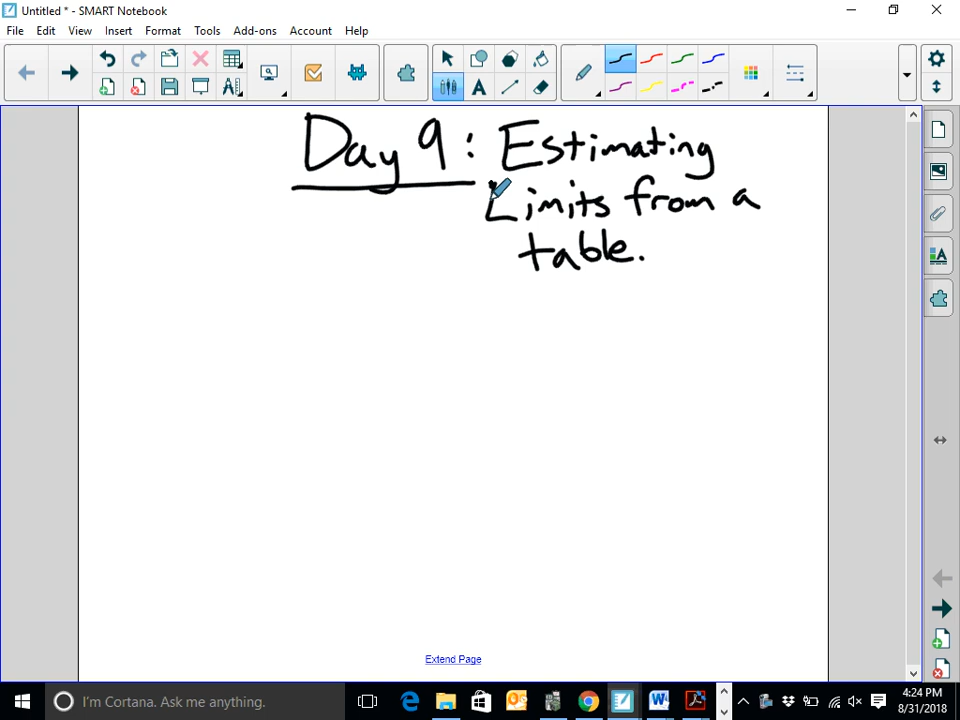 Untitled * - SMART Notebook
File Edit View Insert Format Tools Add-ons Account Help
Day 9: Estimating
Limits from a
table.
Extend Page
I'm Cortana. Ask me anything.
4:24 PM
8/31/2018